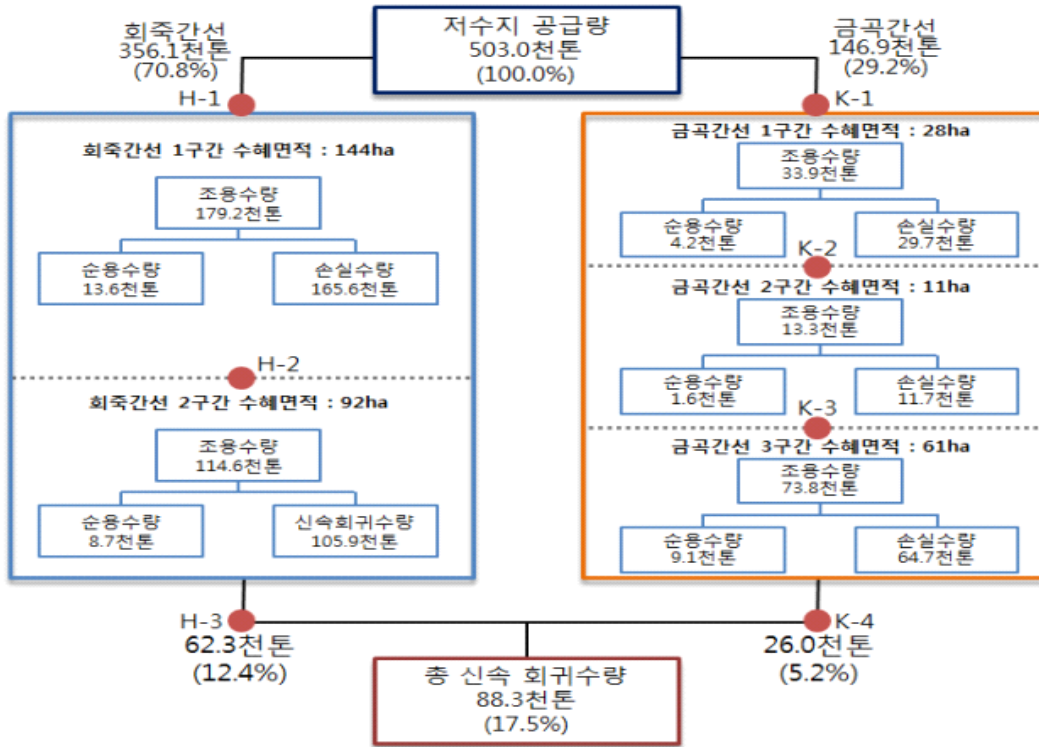 저수지 공급량
503.0천톤
(100.0%)
회죽간선
356.1천톤
(70.8%)
H-1
금곡간선
146.9천톤
(29.2%)
K-1
회죽간선 1구간 수혜면적 : 144ha
조용수량
179.2천톤
순용수량
13.6천톤
손실수량
165.6천톤
H-2
회죽간선 2구간 수혜면적 : 92ha
조용수량
114.6천톤
순용수량
8.7천톤
신속회귀수량
105.9천톤
금곡간선 1구간 수혜면적 : 28ha
조용수량
33.9천톤
순용수량
4.2천톤
손실수량
29.7천톤
K-2
금곡간선 2구간 수혜면적 : 11ha
조용수량
13.3천톤
순용수량
1.6천톤
손실수량
11.7천톤
K-3
금곡간선 3구간 수혜면적 : 61ha
조용수량
73.8천톤
순용수량
9.1천톤
손실수량
64.7천톤
H-3
62.3천톤
(12.4%)
K-4
26.0천톤
(5.2%)
총 신속 회귀수량
88.3천톤
(17.5%)